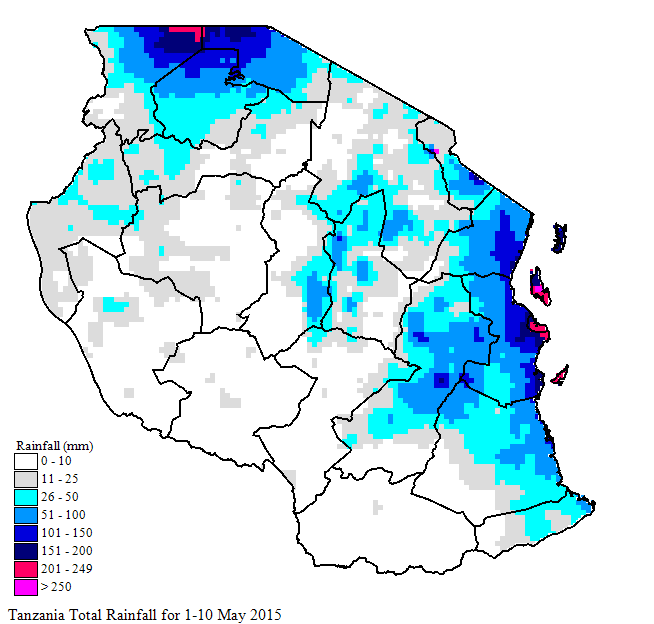 Rainfall (mm)
0 - 10
11 - 25
26 - 50
51 - 100
101 - 150
151 - 200
201 - 249
> 250
Tanzania Total Rainfall for 1-10 May 2015